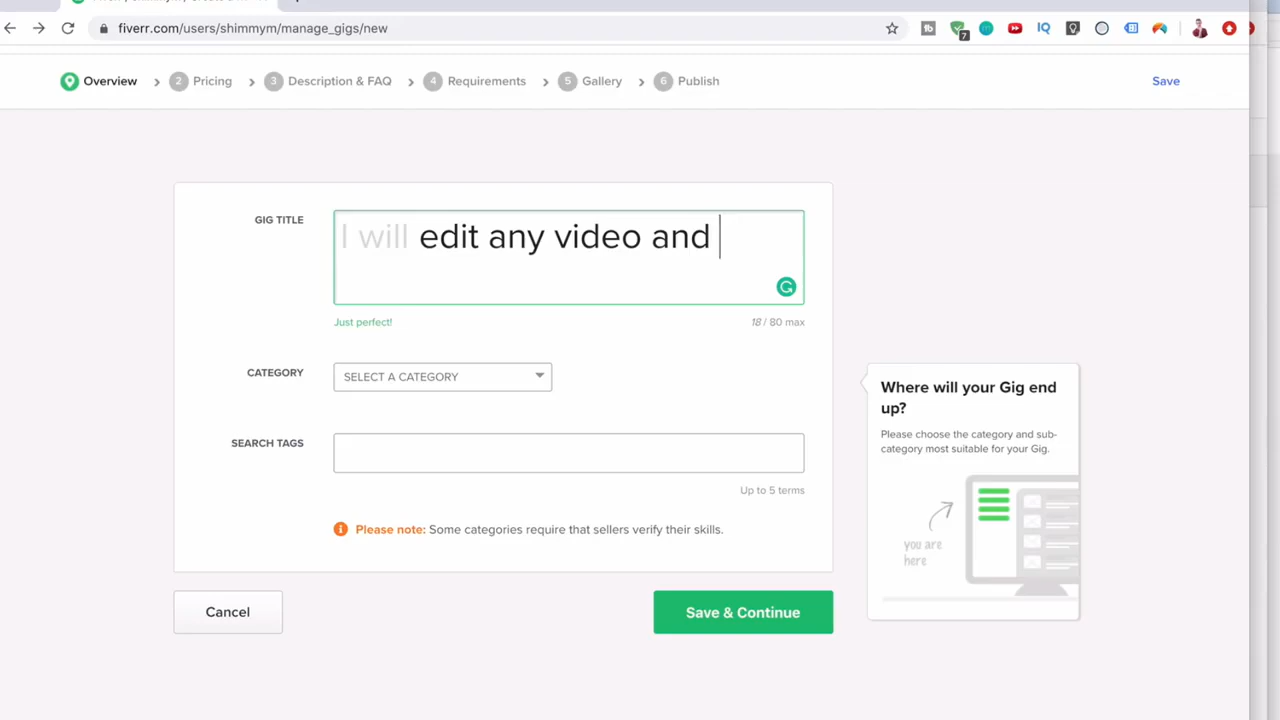 fiverr.com/users/shimmym/manage_gigs/new
7
Overview 2 Pricing 3 Description & FAQ 4 Requirements 5 Gallery 6 Publish Save
GIG TITLE
I will edit any video and
Just perfect! 18 / 80 max
CATEGORY
SELECT A CATEGORY
SEARCH TAGS
Up to 5 terms
Please note: Some categories require that sellers verify their skills.
Cancel
Save & Continue
Where will your Gig end
up?
Please choose the category and sub-
category most suitable for your Gig.
you are
here